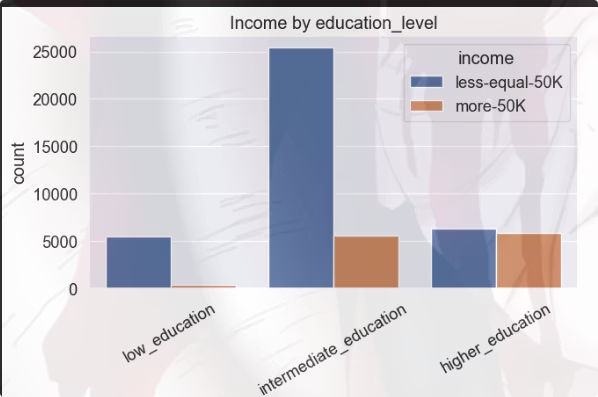 Income by education_level
income
less-equal-50K
more-50K
count
25000
20000
15000
10000
5000
0
low_education
intermediate_education
higher_education